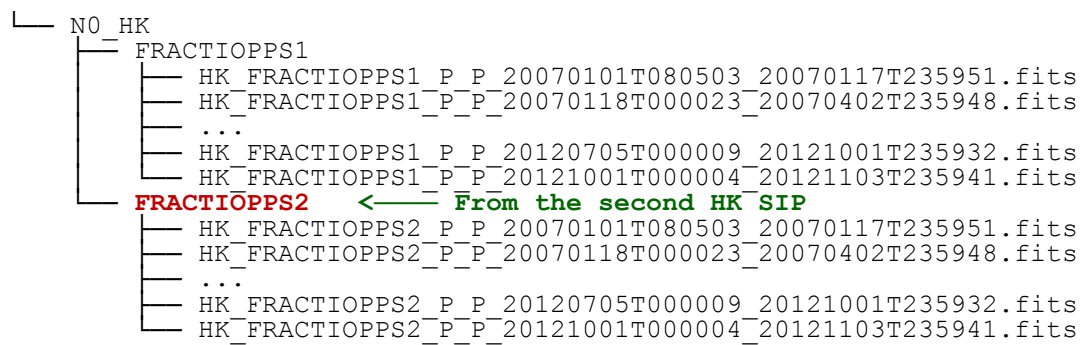 └── N0_HK
├── FRACTIOPPS1
│ ├── HK_FRACTIOPPS1_P_P_20070101T080503_20070117T235951.fits
│ ├── HK_FRACTIOPPS1_P_P_20070118T000023_20070402T235948.fits
│ ├── ...
│ ├── HK_FRACTIOPPS1_P_P_20120705T000009_20121001T235932.fits
│ └── HK_FRACTIOPPS1_P_P_20121001T000004_20121103T235941.fits
└── FRACTIOPPS2 <—— From the second HK SIP
├── HK_FRACTIOPPS2_P_P_20070101T080503_20070117T235951.fits
├── HK_FRACTIOPPS2_P_P_20070118T000023_20070402T235948.fits
├── ...
├── HK_FRACTIOPPS2_P_P_20120705T000009_20121001T235932.fits
└── HK_FRACTIOPPS2_P_P_20121001T000004_20121103T235941.fits